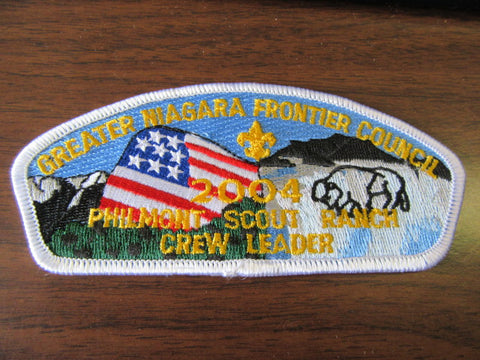 GREATER NIAGARA FRONTIER COUNCIL
2004
PHILMONT SCOUT RANCH
CREW LEADER